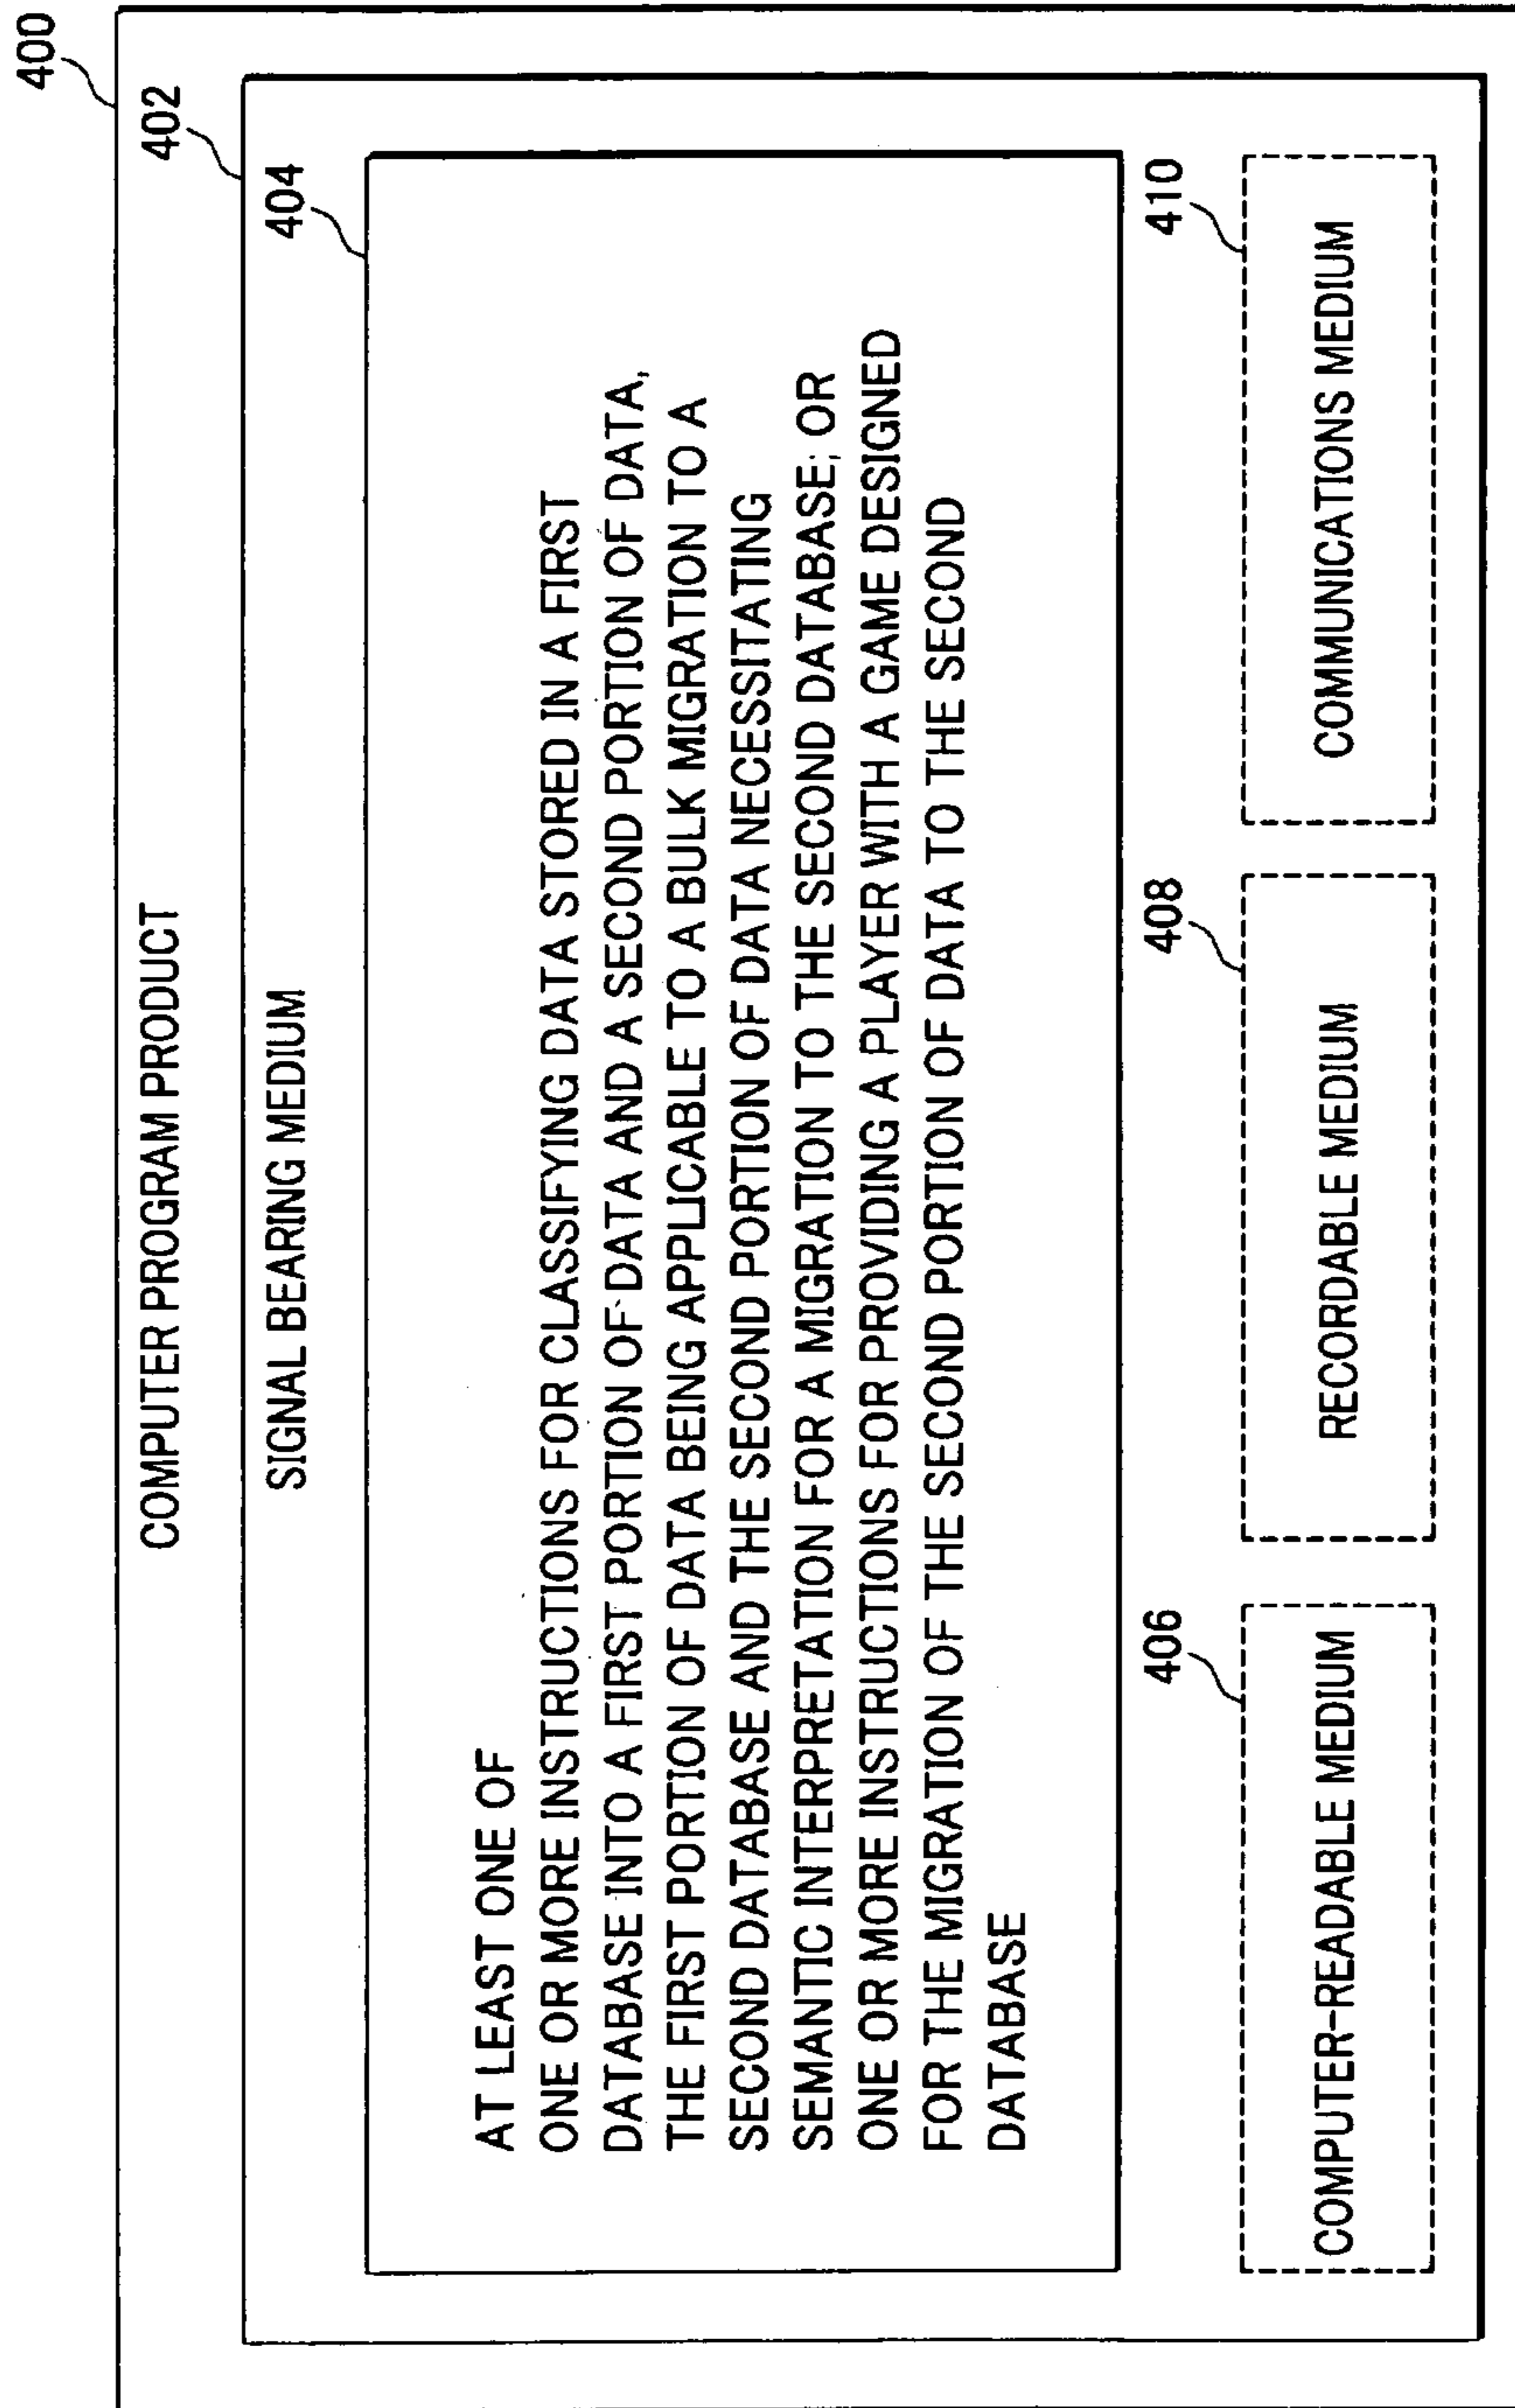 400
COMPUTER PROGRAM PRODUCT
402
SIGNAL BEARING MEDIUM
404
AT LEAST ONE OF
ONE OR MORE INSTRUCTIONS FOR CLASSIFYING DATA STORED IN A FIRST
DATABASE INTO A FIRST PORTION OF DATA AND A SECOND PORTION OF DATA,
THE FIRST PORTION OF DATA BEING APPLICABLE TO A BULK MIGRATION TO A
SECOND DATABASE AND THE SECOND PORTION OF DATA NECESSITATING
SEMANTIC INTERPRETATION FOR A MIGRATION TO THE SECOND DATABASE; OR
ONE OR MORE INSTRUCTIONS FOR PROVIDING A PLAYER WITH A GAME DESIGNED
FOR THE MIGRATION OF THE SECOND PORTION OF DATA TO THE SECOND
DATABASE
406
COMPUTER-READABLE MEDIUM
408
RECORDABLE MEDIUM
410
COMMUNICATIONS MEDIUM